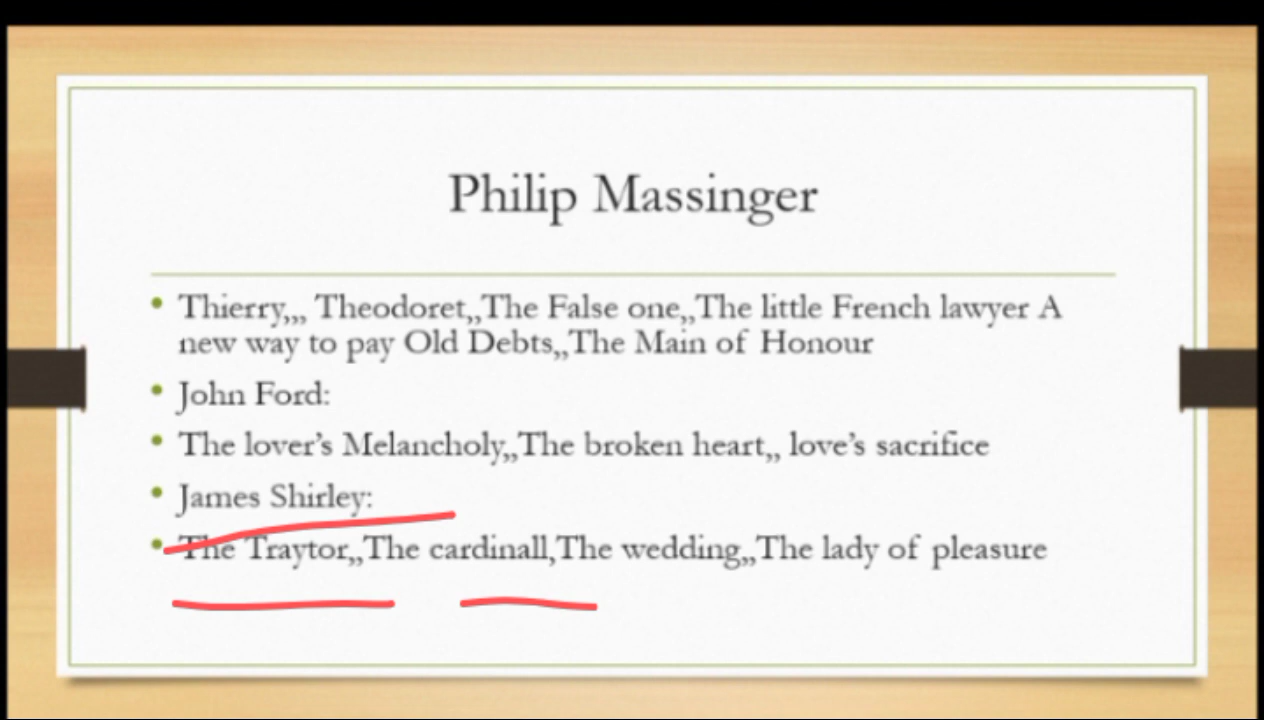 Philip Massinger
Thierry,,, Theodoret,,The False one,,The little French lawyer A
new way to pay Old Debts,,The Main of Honour
John Ford:
The lover’s Melancholy,,The broken heart,, love’s sacrifice
James Shirley:
The Traytor,,The cardinall,The wedding,,The lady of pleasure